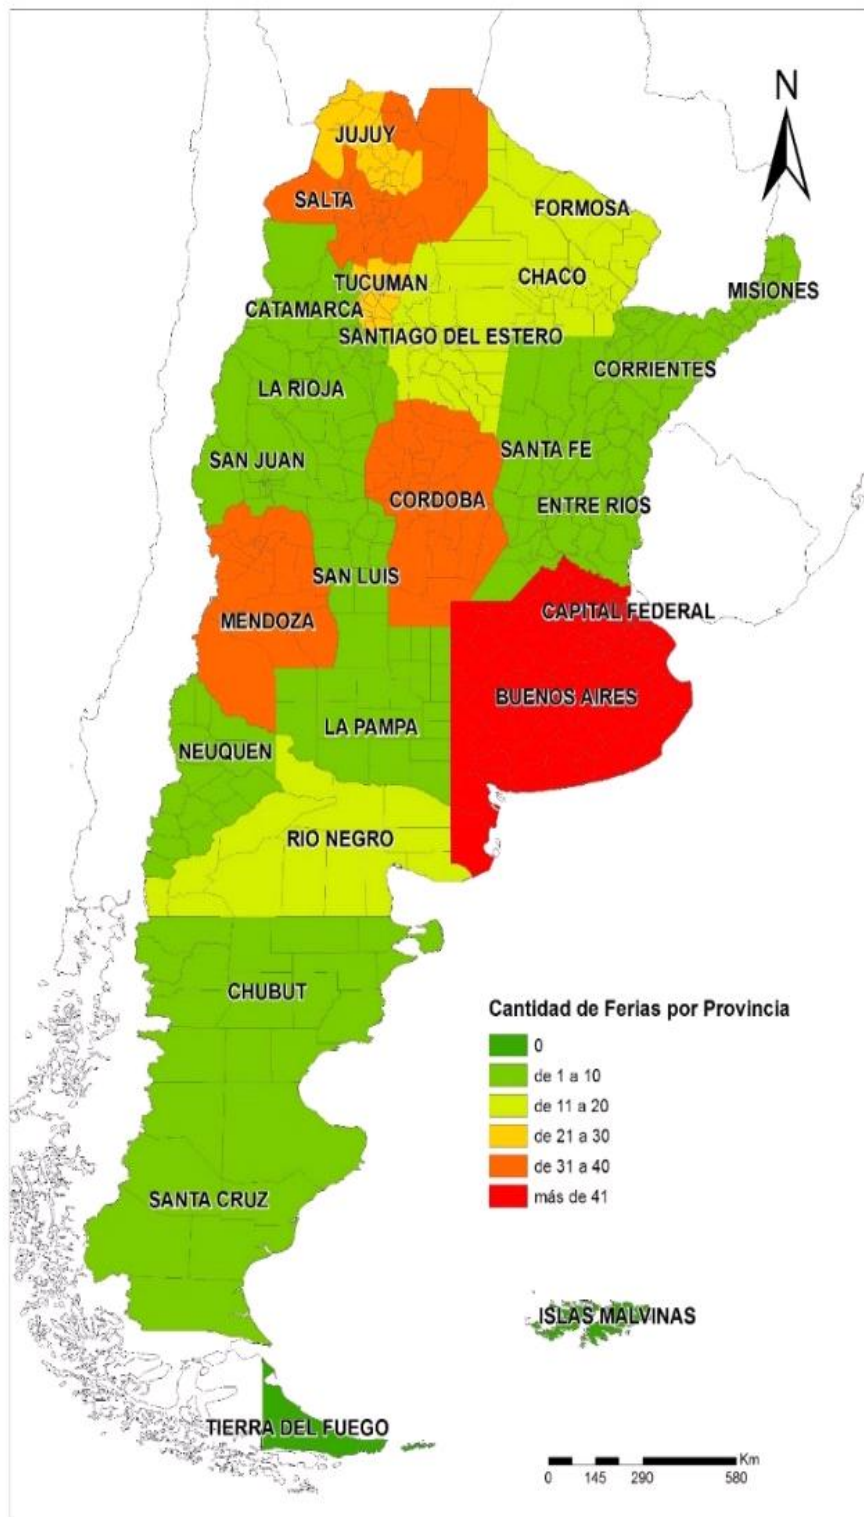 N
JUJUY
SALTA
FORMOSA
CHACO
TUCUMAN
MISIONES
CATAMARCA
SANTIAGO DEL ESTERO
CORRIENTES
LA RIOJA
SANTA FE
SAN JUAN
CORDOBA
ENTRE RIOS
SAN LUIS
CAPITAL FEDERAL
MENDOZA
BUENOS AIRES
LA PAMPA
NEUQUEN
RIO NEGRO
CHUBUT
Cantidad de Ferias por Provincia
0
de 1 a 10
de 11 a 20
de 21 a 30
de 31 a 40
más de 41
SANTA CRUZ
ISLAS MALVINAS
TIERRA DEL FUEGO
Km
0 145 290 580